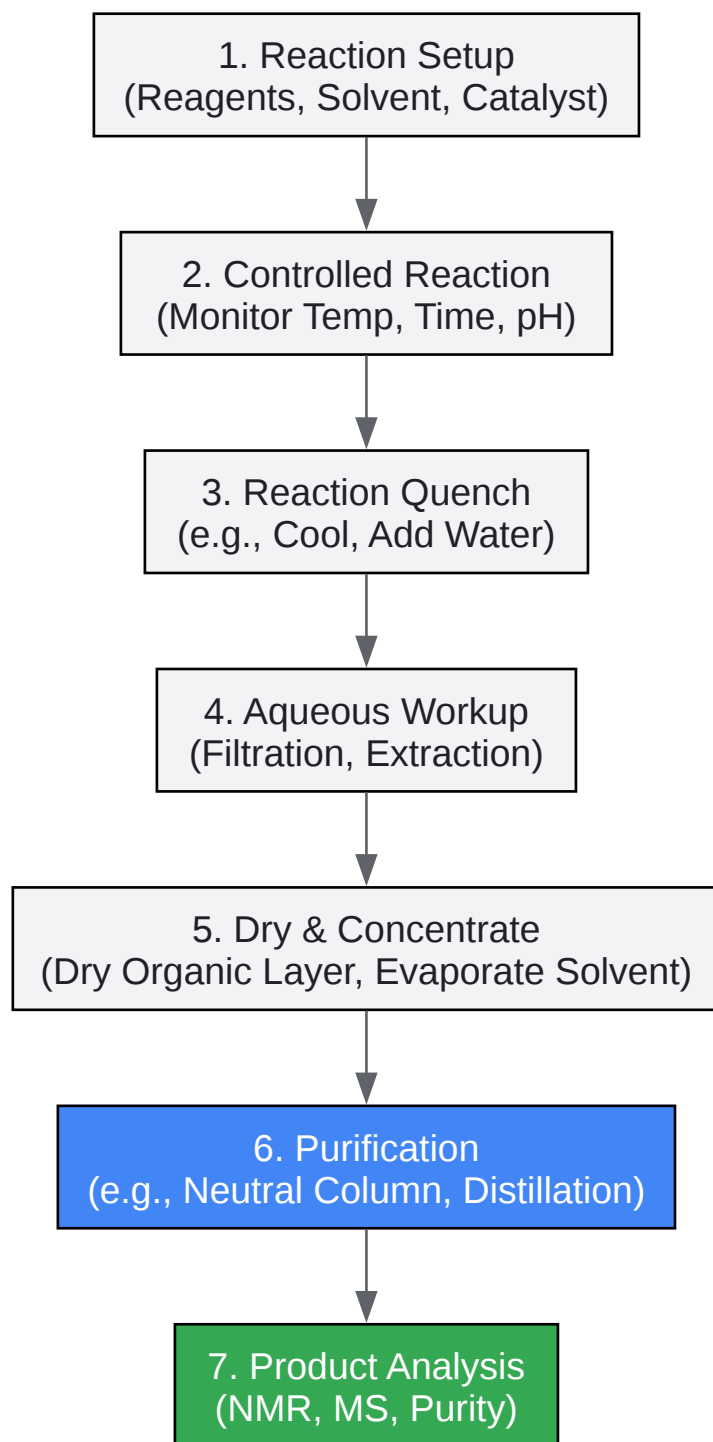 1. Reaction Setup
(Reagents, Solvent, Catalyst)
2. Controlled Reaction
(Monitor Temp, Time, pH)
3. Reaction Quench
(e.g., Cool, Add Water)
4. Aqueous Workup
(Filtration, Extraction)
5. Dry & Concentrate
(Dry Organic Layer, Evaporate Solvent)
6. Purification
(e.g., Neutral Column, Distillation)
7. Product Analysis
(NMR, MS, Purity)